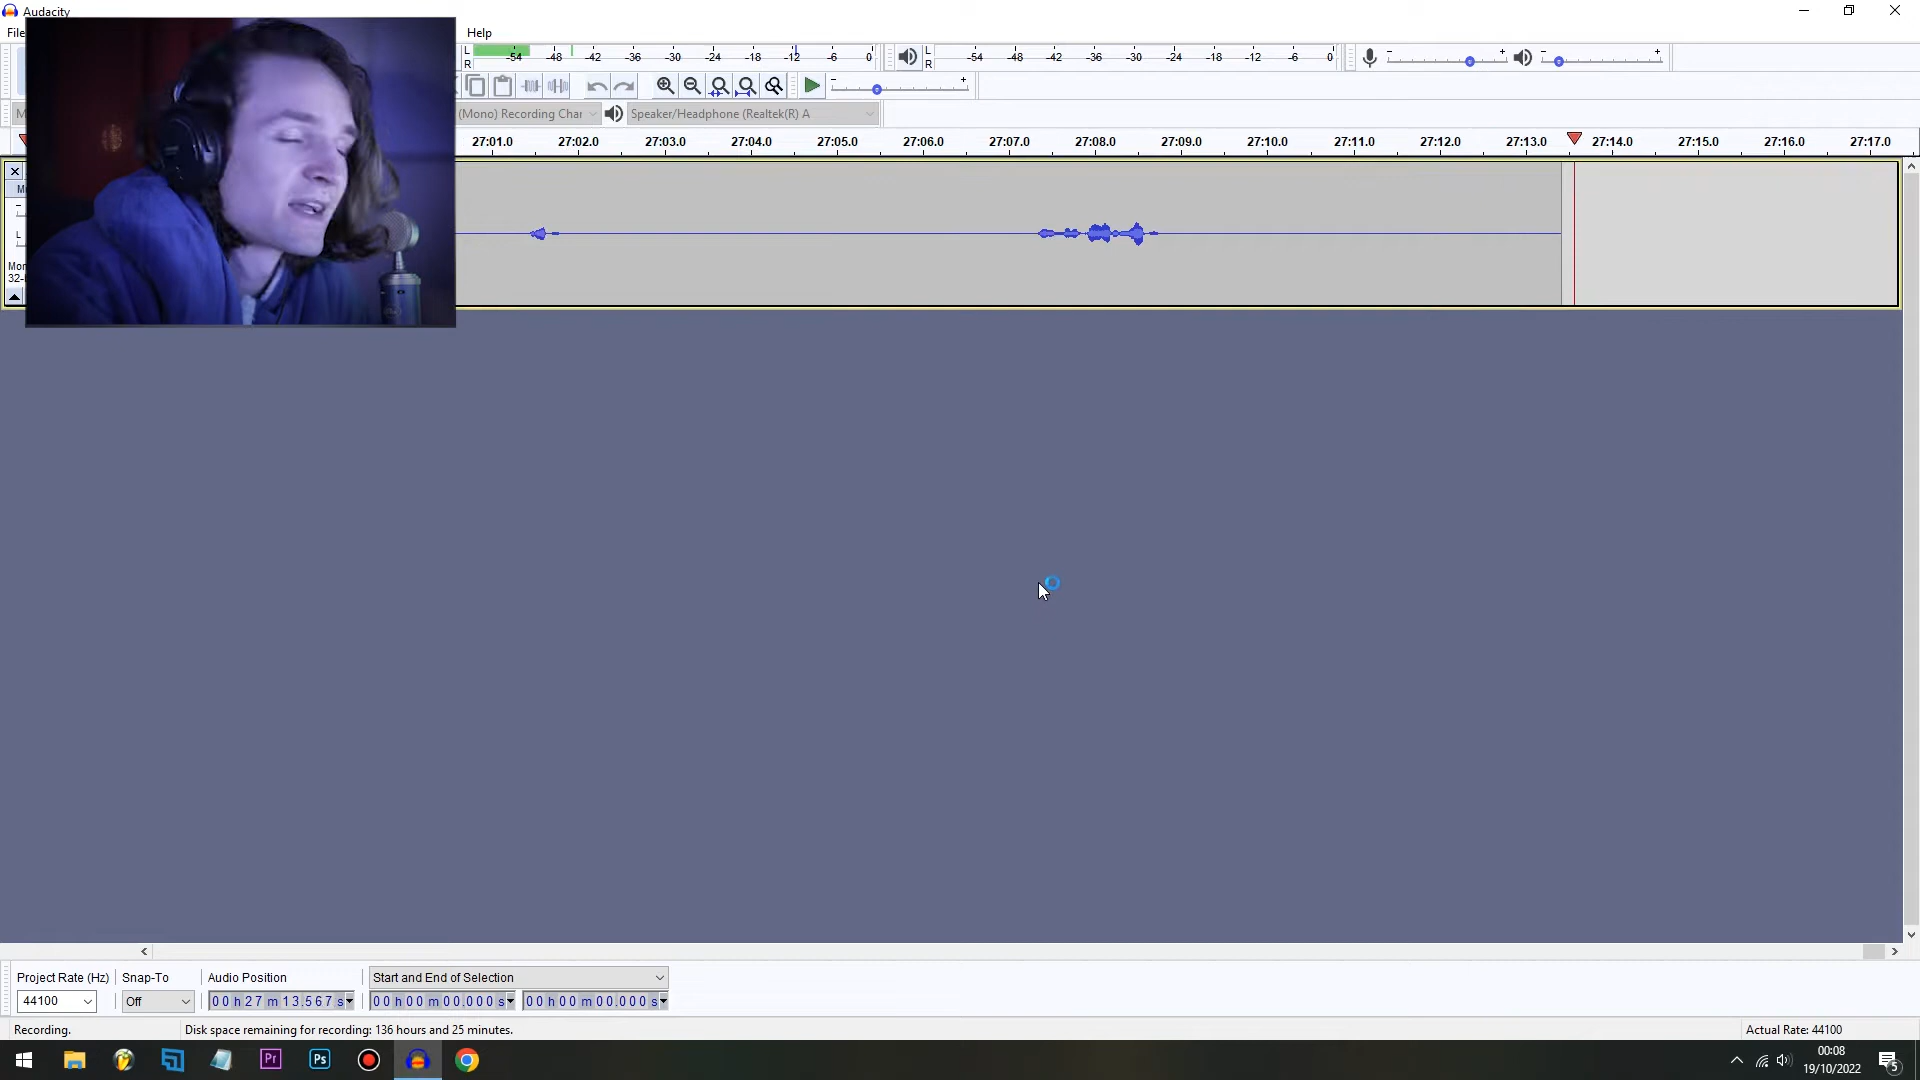 Audacity
File
Help
L
R
-54 -48 -42 -36 -30 -24 -18 -12 -6 0
L
R
-54 -48 -42 -36 -30 -24 -18 -12 -6 0
- +
- +
- +
(Mono) Recording Char
Speaker/Headphone (Realtek(R) A
27:01.0 27:02.0 27:03.0 27:04.0 27:05.0 27:06.0 27:07.0 27:08.0 27:09.0 27:10.0 27:11.0 27:12.0 27:13.0 27:14.0 27:15.0 27:16.0 27:17.0
L
Mon
32-
Project Rate (Hz)
Snap-To
Audio Position
Start and End of Selection
44100
Off
00 h 27 m 13.567 s
00 h 00 m 00.000 s
00 h 00 m 00.000 s
Recording.
Disk space remaining for recording: 136 hours and 25 minutes.
Actual Rate: 44100
Pr
Ps
00:08
19/10/2022
5